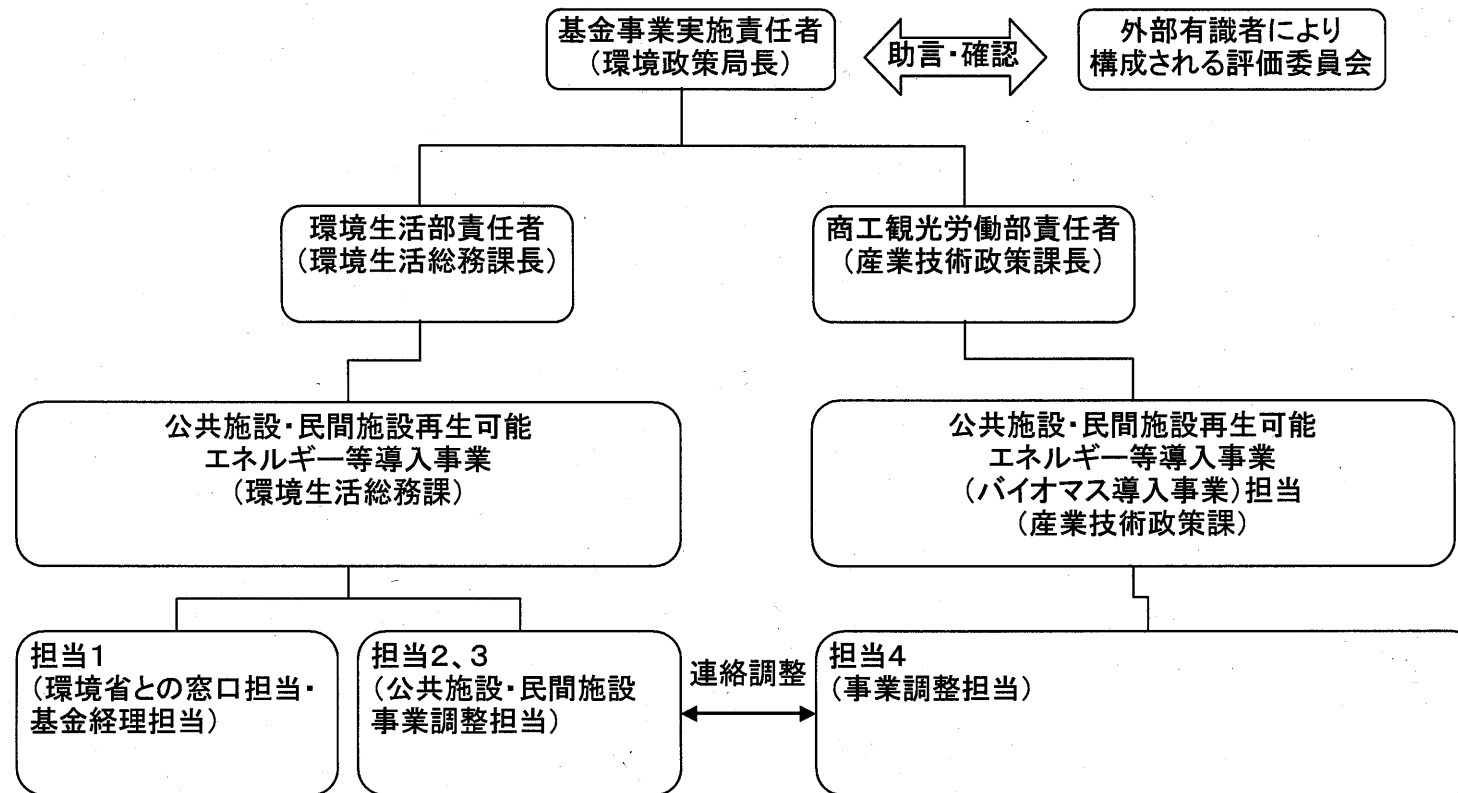 基金事業実施責任者
（環境政策局長）
助言・確認
外部有識者により
構成される評価委員会
環境生活部責任者
（環境生活総務課長）
商工観光労働部責任者
（産業技術政策課長）
公共施設・民間施設再生可能
エネルギー等導入事業
（環境生活総務課）
公共施設・民間施設再生可能
エネルギー等導入事業
（バイオマス導入事業）担当
（産業技術政策課）
担当１
（環境省との窓口担当・
基金経理担当）
担当２、３
（公共施設・民間施設
事業調整担当）
連絡調整
担当４
（事業調整担当）